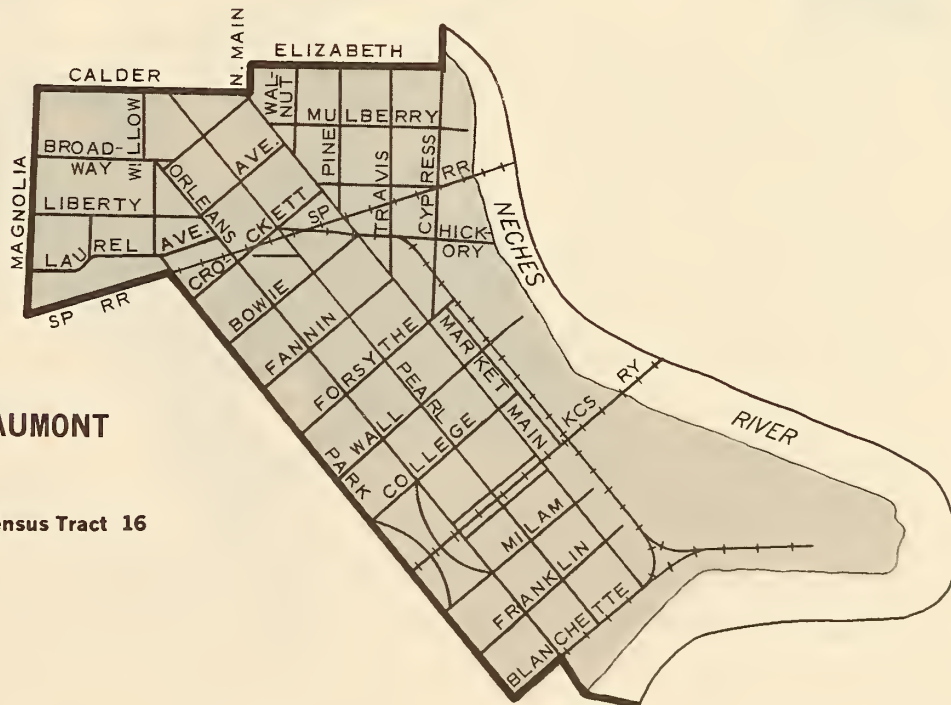 N. MAIN
ELIZABETH
CALDER
WAL-
NUT
WILLOW
MULBERRY
BROAD-
WAY
AVE.
PINE
TRAVIS
CYPRESS
RR
MAGNOLIA
ORLEANS
LIBERTY
CROCKETT
SP
HICK-
ORY
NECHES
LAUREL AVE.
SP RR
BOWIE
FANNIN
FORSYTHE
MARKET
PEARL
MAIN
KCS RY
RIVER
WALL
PARK
COLLEGE
AUMONT
ensus Tract 16
MILAM
FRANKLIN
BLANCHETTE